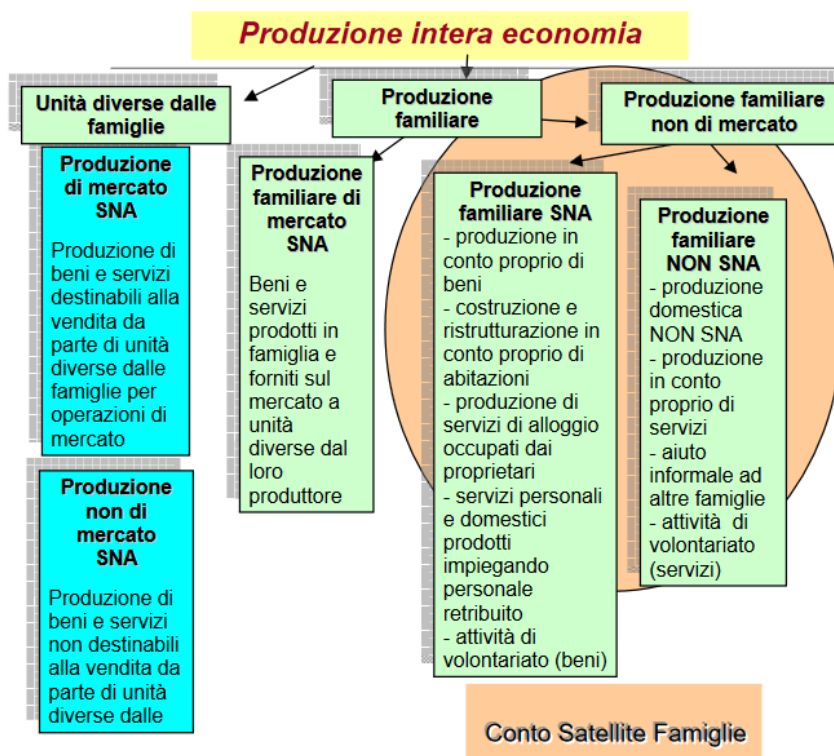 Produzione intera economia
Unità diverse dalle
famiglie
Produzione
familiare
Produzione familiare
non di mercato
Produzione
di mercato
SNA
Produzione di
beni e servizi
destinabili alla
vendita da
parte di unità
diverse dalle
famiglie per
operazioni di
mercato
Produzione
non di
mercato
SNA
Produzione di
beni e servizi
non destinabili
alla vendita da
parte di unità
diverse dalle
Produzione
familiare di
mercato
SNA
Beni e
servizi
prodotti in
famiglia e
forniti sul
mercato a
unità
diverse dal
loro
produttore
Produzione
familiare SNA
- produzione in
conto proprio di
beni
- costruzione e
ristrutturazione in
conto proprio di
abitazioni
- produzione di
servizi di alloggio
occupati dai
proprietari
- servizi personali
e domestici
prodotti
impiegando
personale
retribuito
- attività di
volontariato (beni)
Produzione
familiare
NON SNA
- produzione
domestica
NON SNA
- produzione
in conto
proprio di
servizi
- aiuto
informale ad
altre famiglie
- attività di
volontariato
(servizi)
Conto Satellite Famiglie